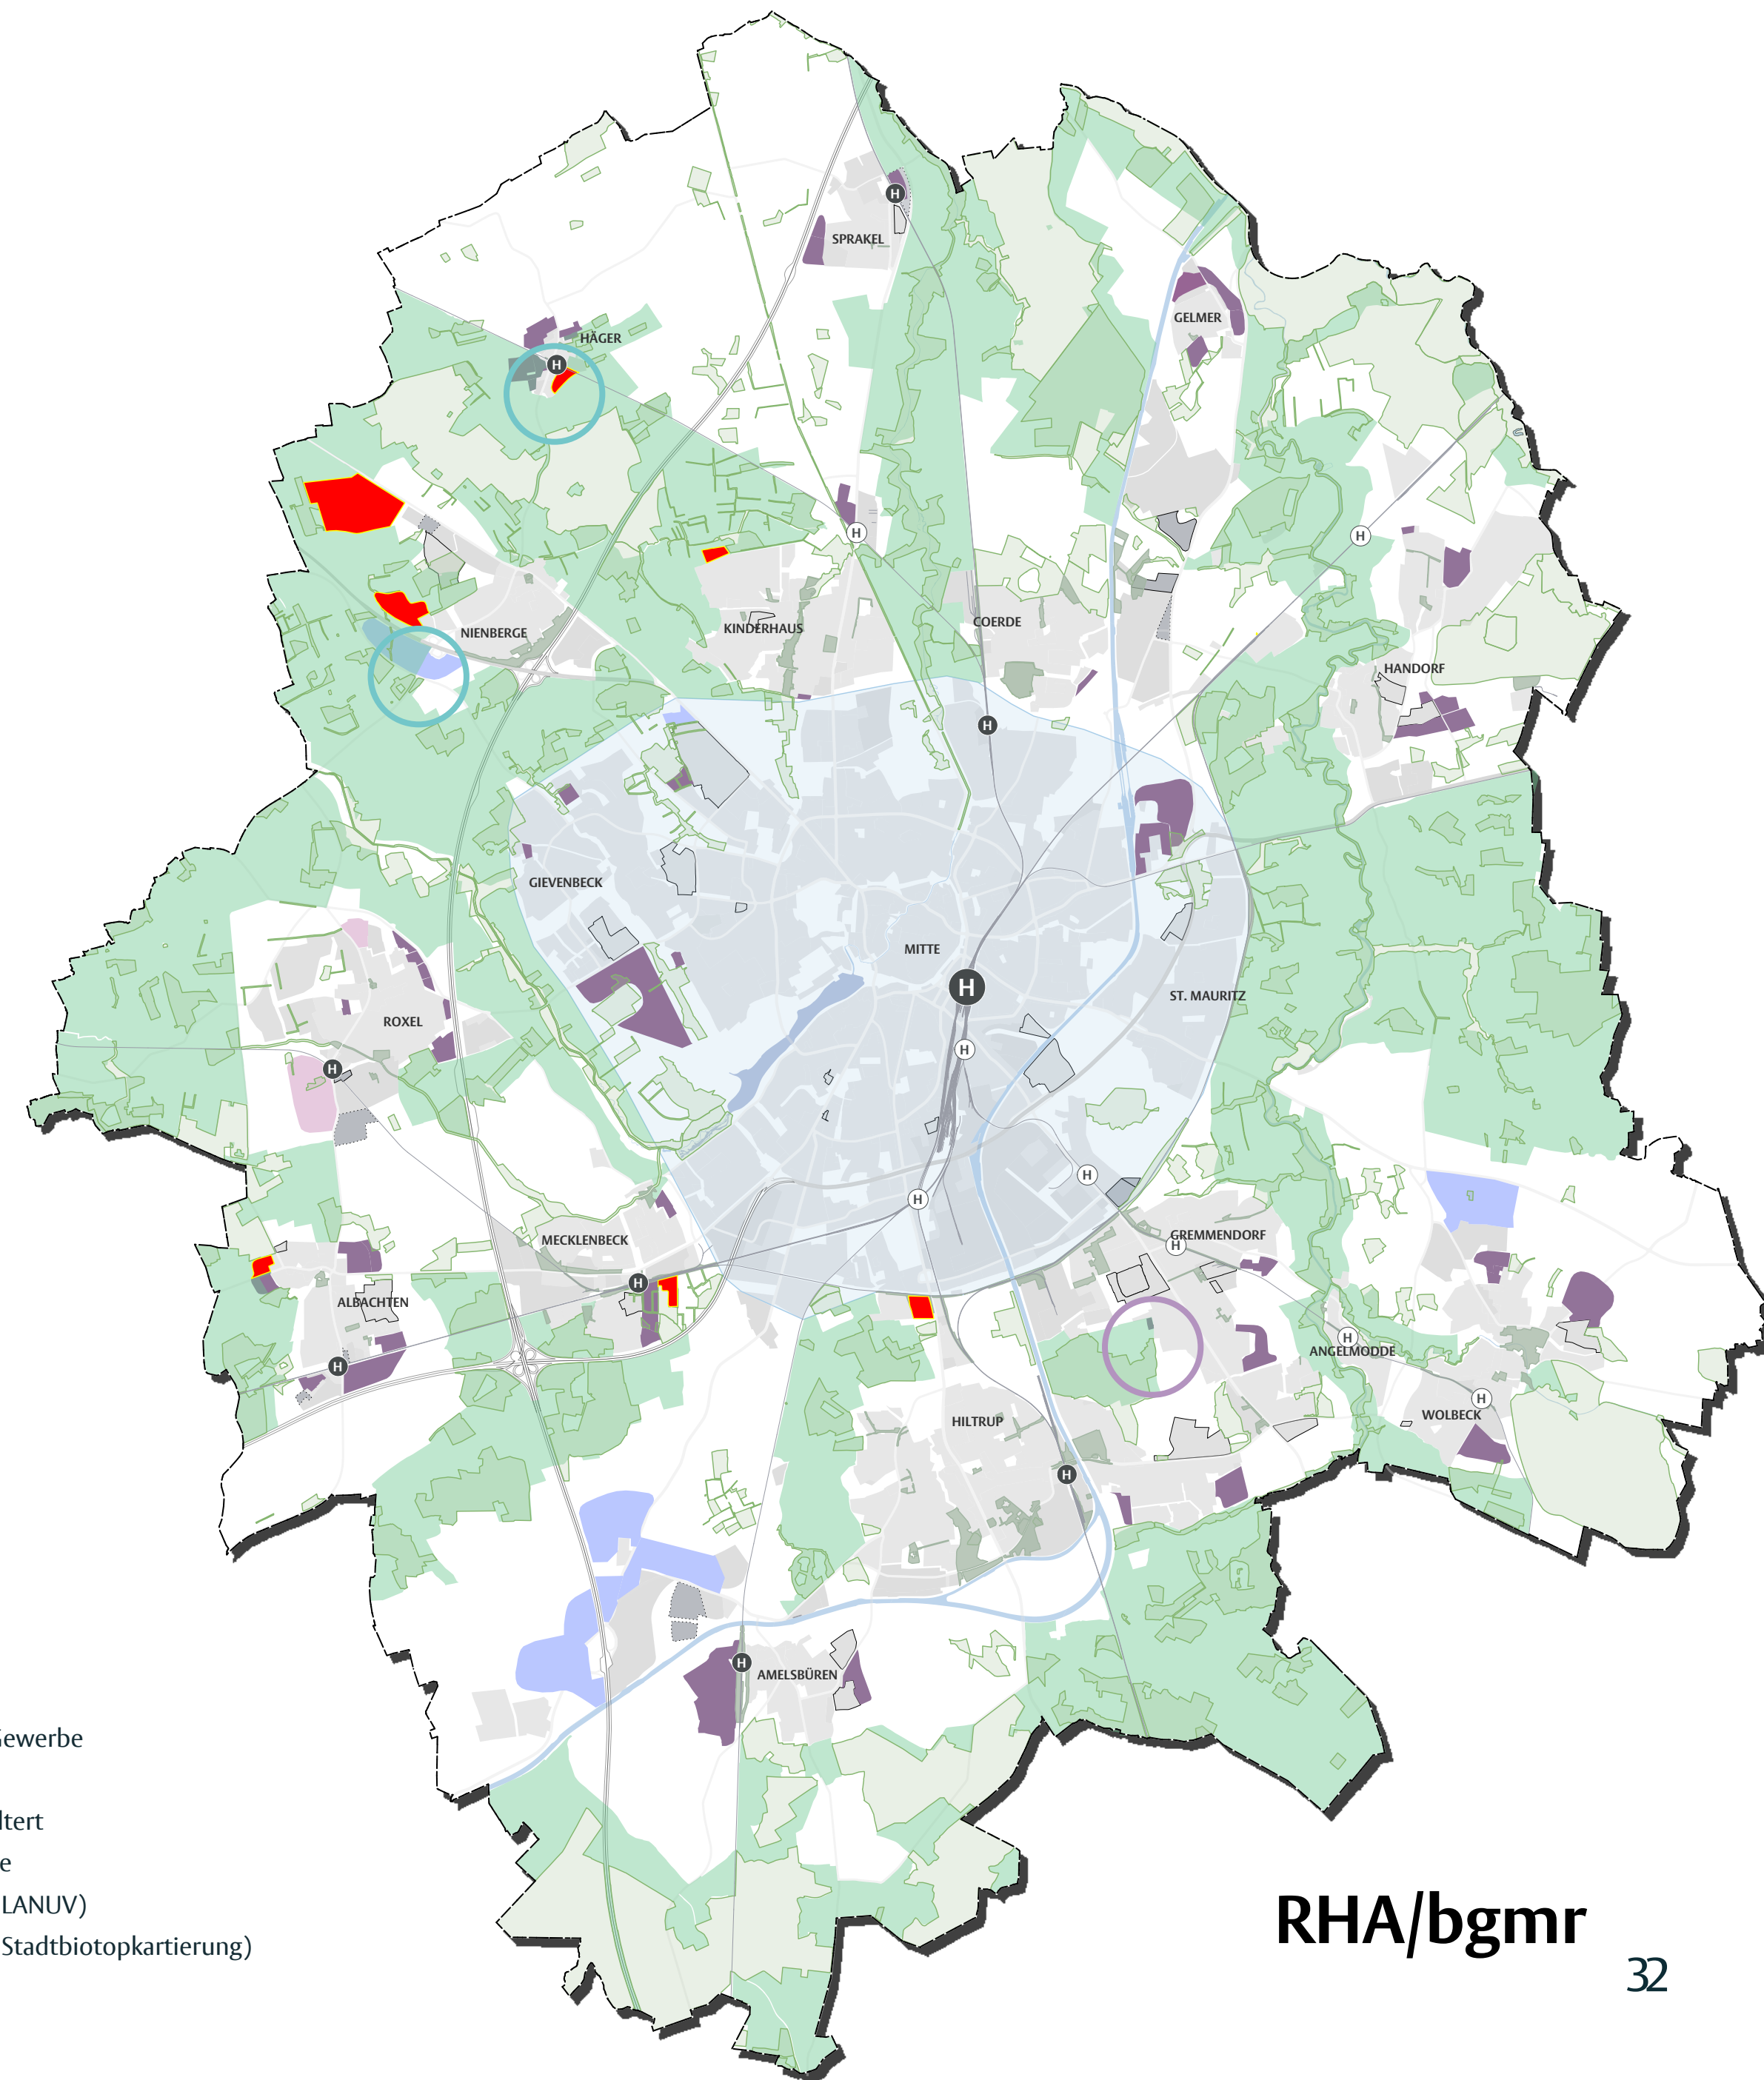 SPRAKEL
H
GELMER
HÄGER
H
H
H
NIENBERGE
KINDERHAUS
COERDE
HANDORF
H
GIEVENBECK
MITTE
H
ST. MAURITZ
ROXEL
H
H
H
H
MECKLENBECK
GREMMENDORF
H
H
ALBACHTEN
H
H
ANGELMODDE
H
WOLBECK
HILTRUP
H
H
AMELSBÜREN
Gewerbe
ltert
e
LANUV)
Stadtbiotopkartierung)
RHA/bgmr
32